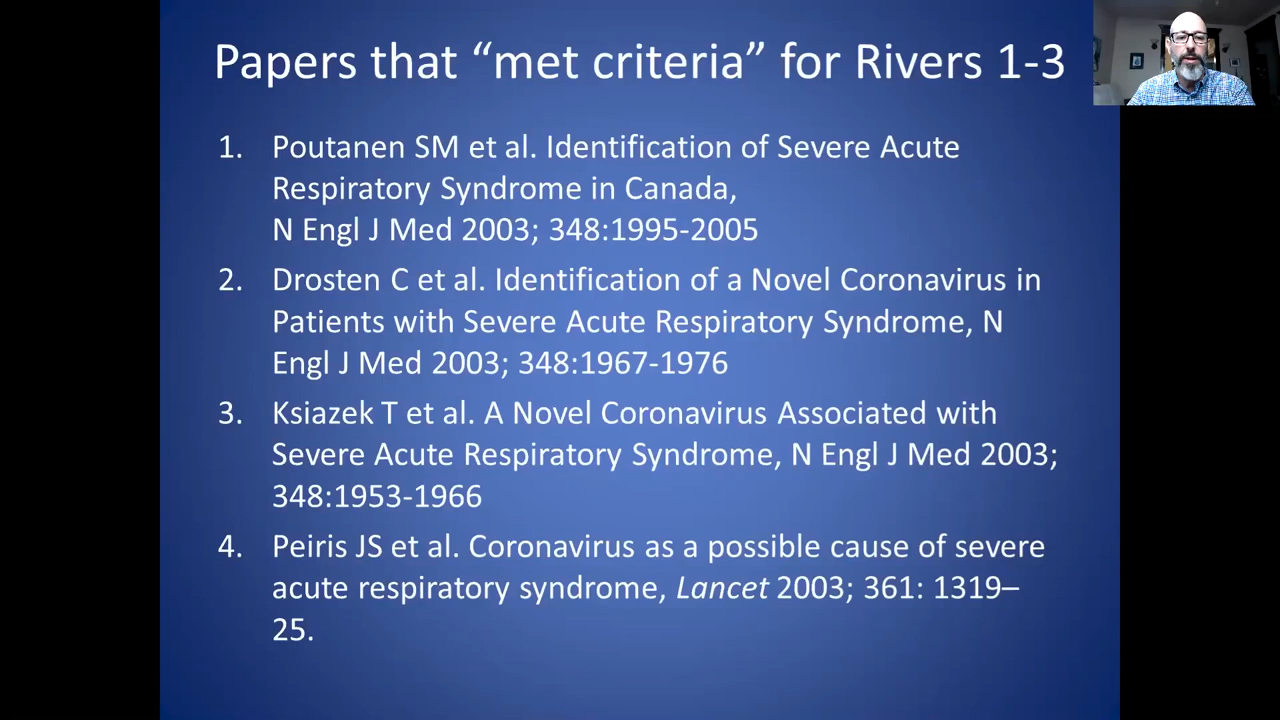 Papers that “met criteria” for Rivers 1-3
1. Poutanen SM et al. Identification of Severe Acute
Respiratory Syndrome in Canada,
N Engl J Med 2003; 348:1995-2005
2. Drosten C et al. Identification of a Novel Coronavirus in
Patients with Severe Acute Respiratory Syndrome, N
Engl J Med 2003; 348:1967-1976
3. Ksiazek T et al. A Novel Coronavirus Associated with
Severe Acute Respiratory Syndrome, N Engl J Med 2003;
348:1953-1966
4. Peiris JS et al. Coronavirus as a possible cause of severe
acute respiratory syndrome, Lancet 2003; 361: 1319–
25.